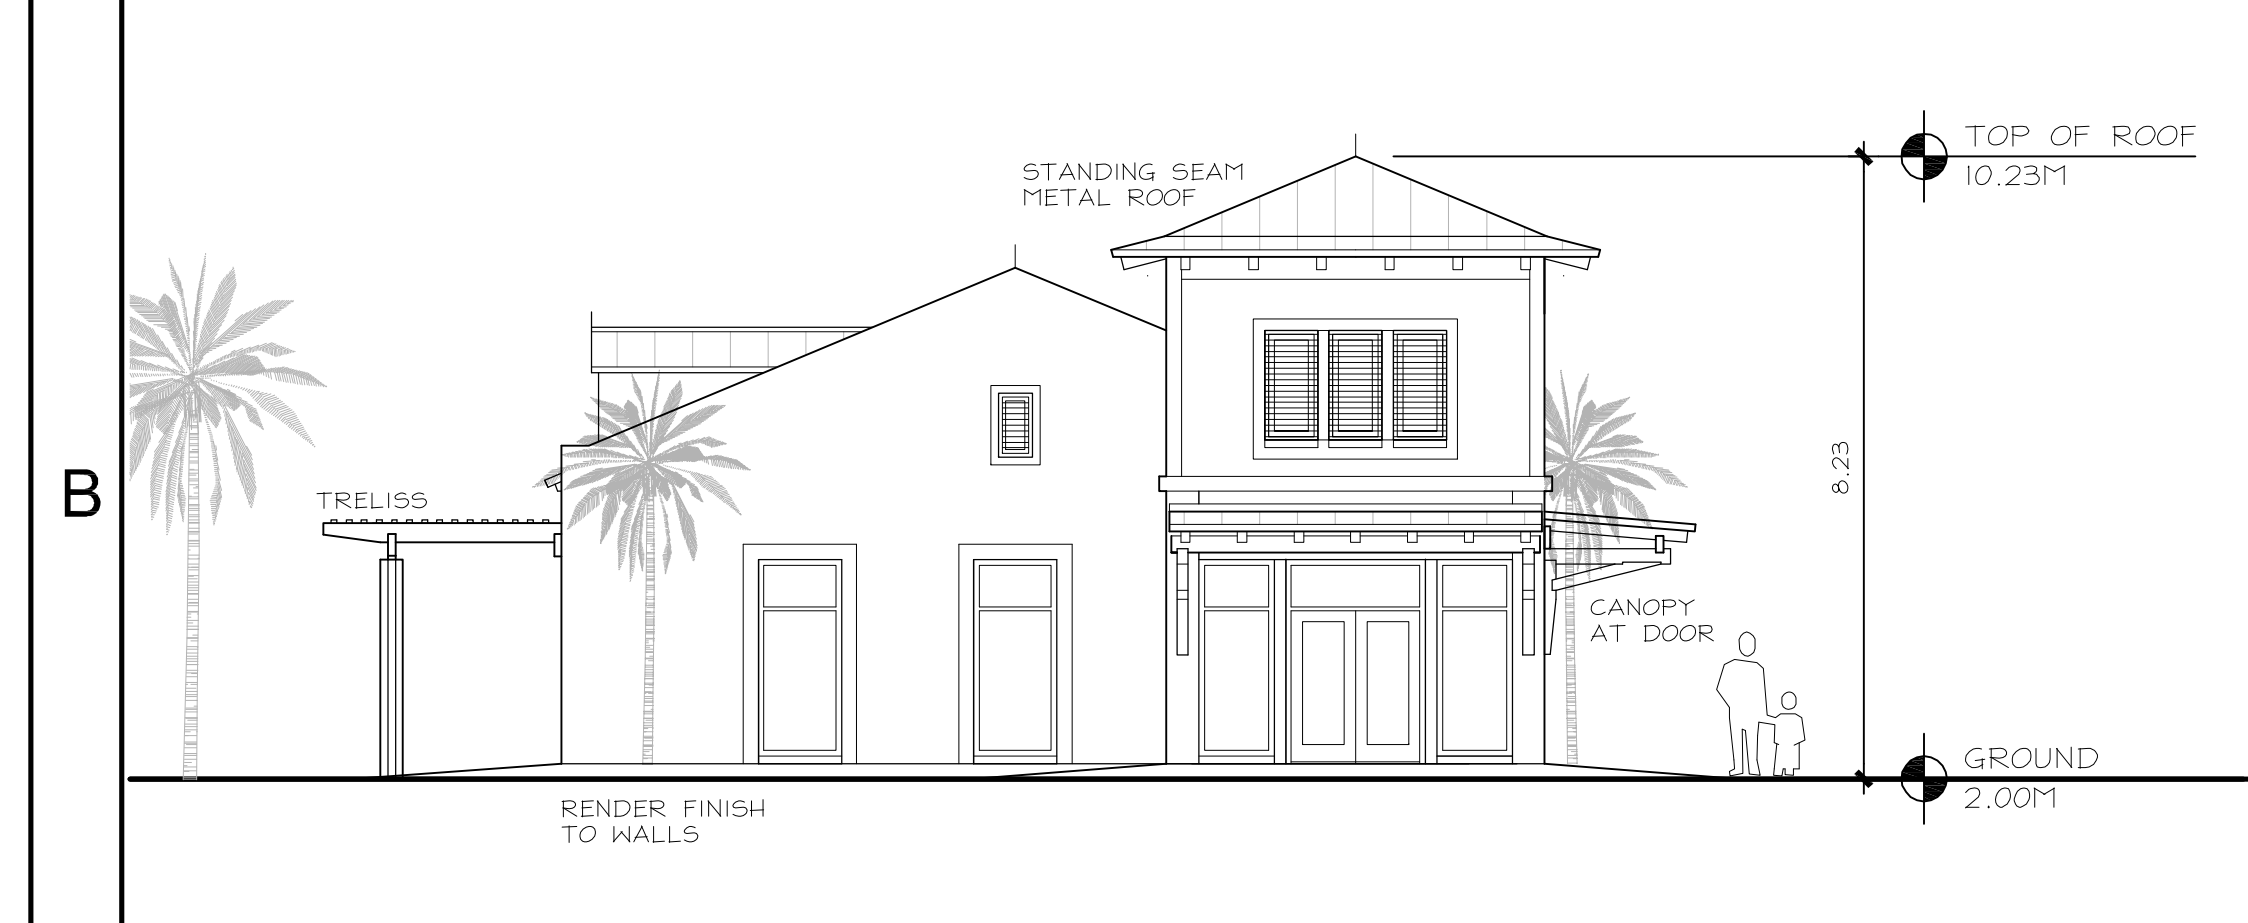 TOP OF ROOF
10.23M
STANDING SEAM
METAL ROOF
B
TRELISS
8.23
CANOPY
AT DOOR
GROUND
2.00M
RENDER FINISH
TO WALLS